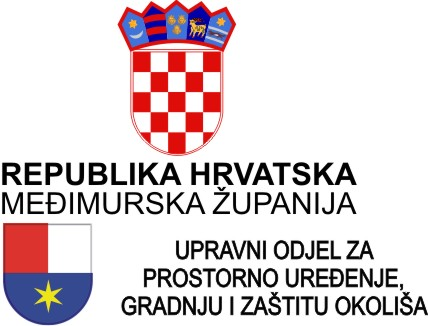 REPUBLIKA HRVATSKA
MEĐIMURSKA ŽUPANIJA
UPRAVNI ODJEL ZA
PROSTORNO UREĐENJE,
GRADNJU I ZAŠTITU OKOLIŠA